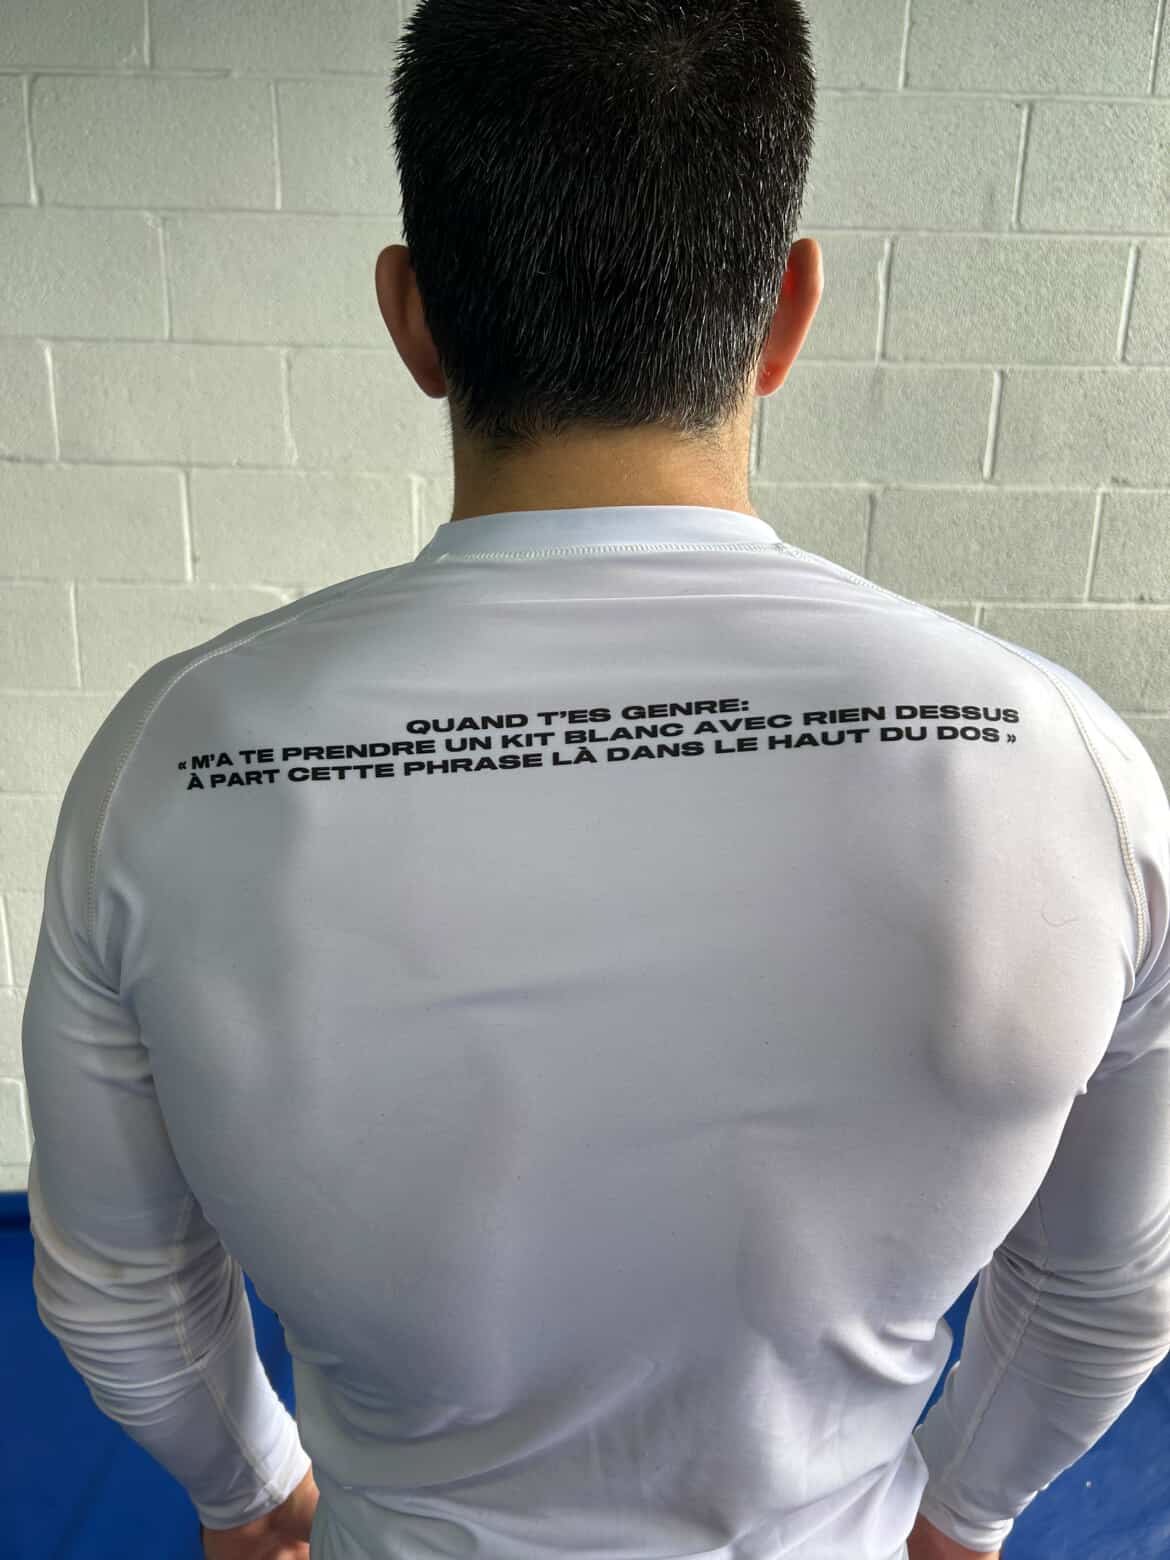 QUAND T'ES GENRE:
« M'A TE PRENDRE UN KIT BLANC AVEC RIEN DESSUS
À PART CETTE PHRASE LÀ DANS LE HAUT DU DOS »